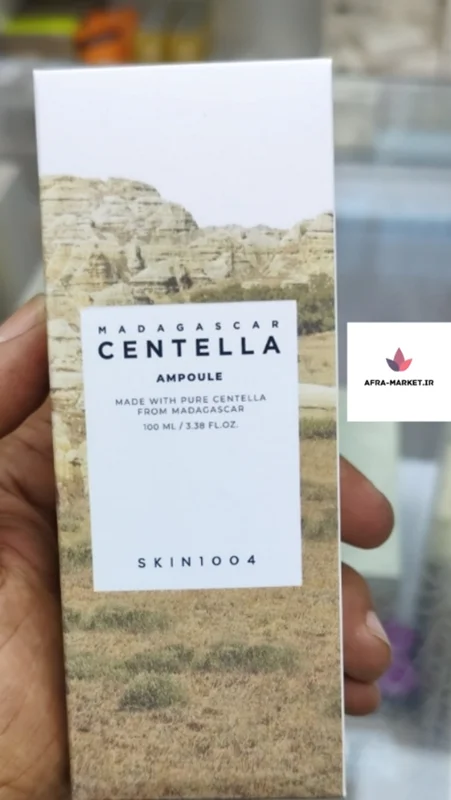 MADAGASCAR
CENTELLA
AMPOULE
MADE WITH PURE CENTELLA
FROM MADAGASCAR
100 ML / 3.38 FL.OZ.
SKIN1004
AFRA-MARKET.IR